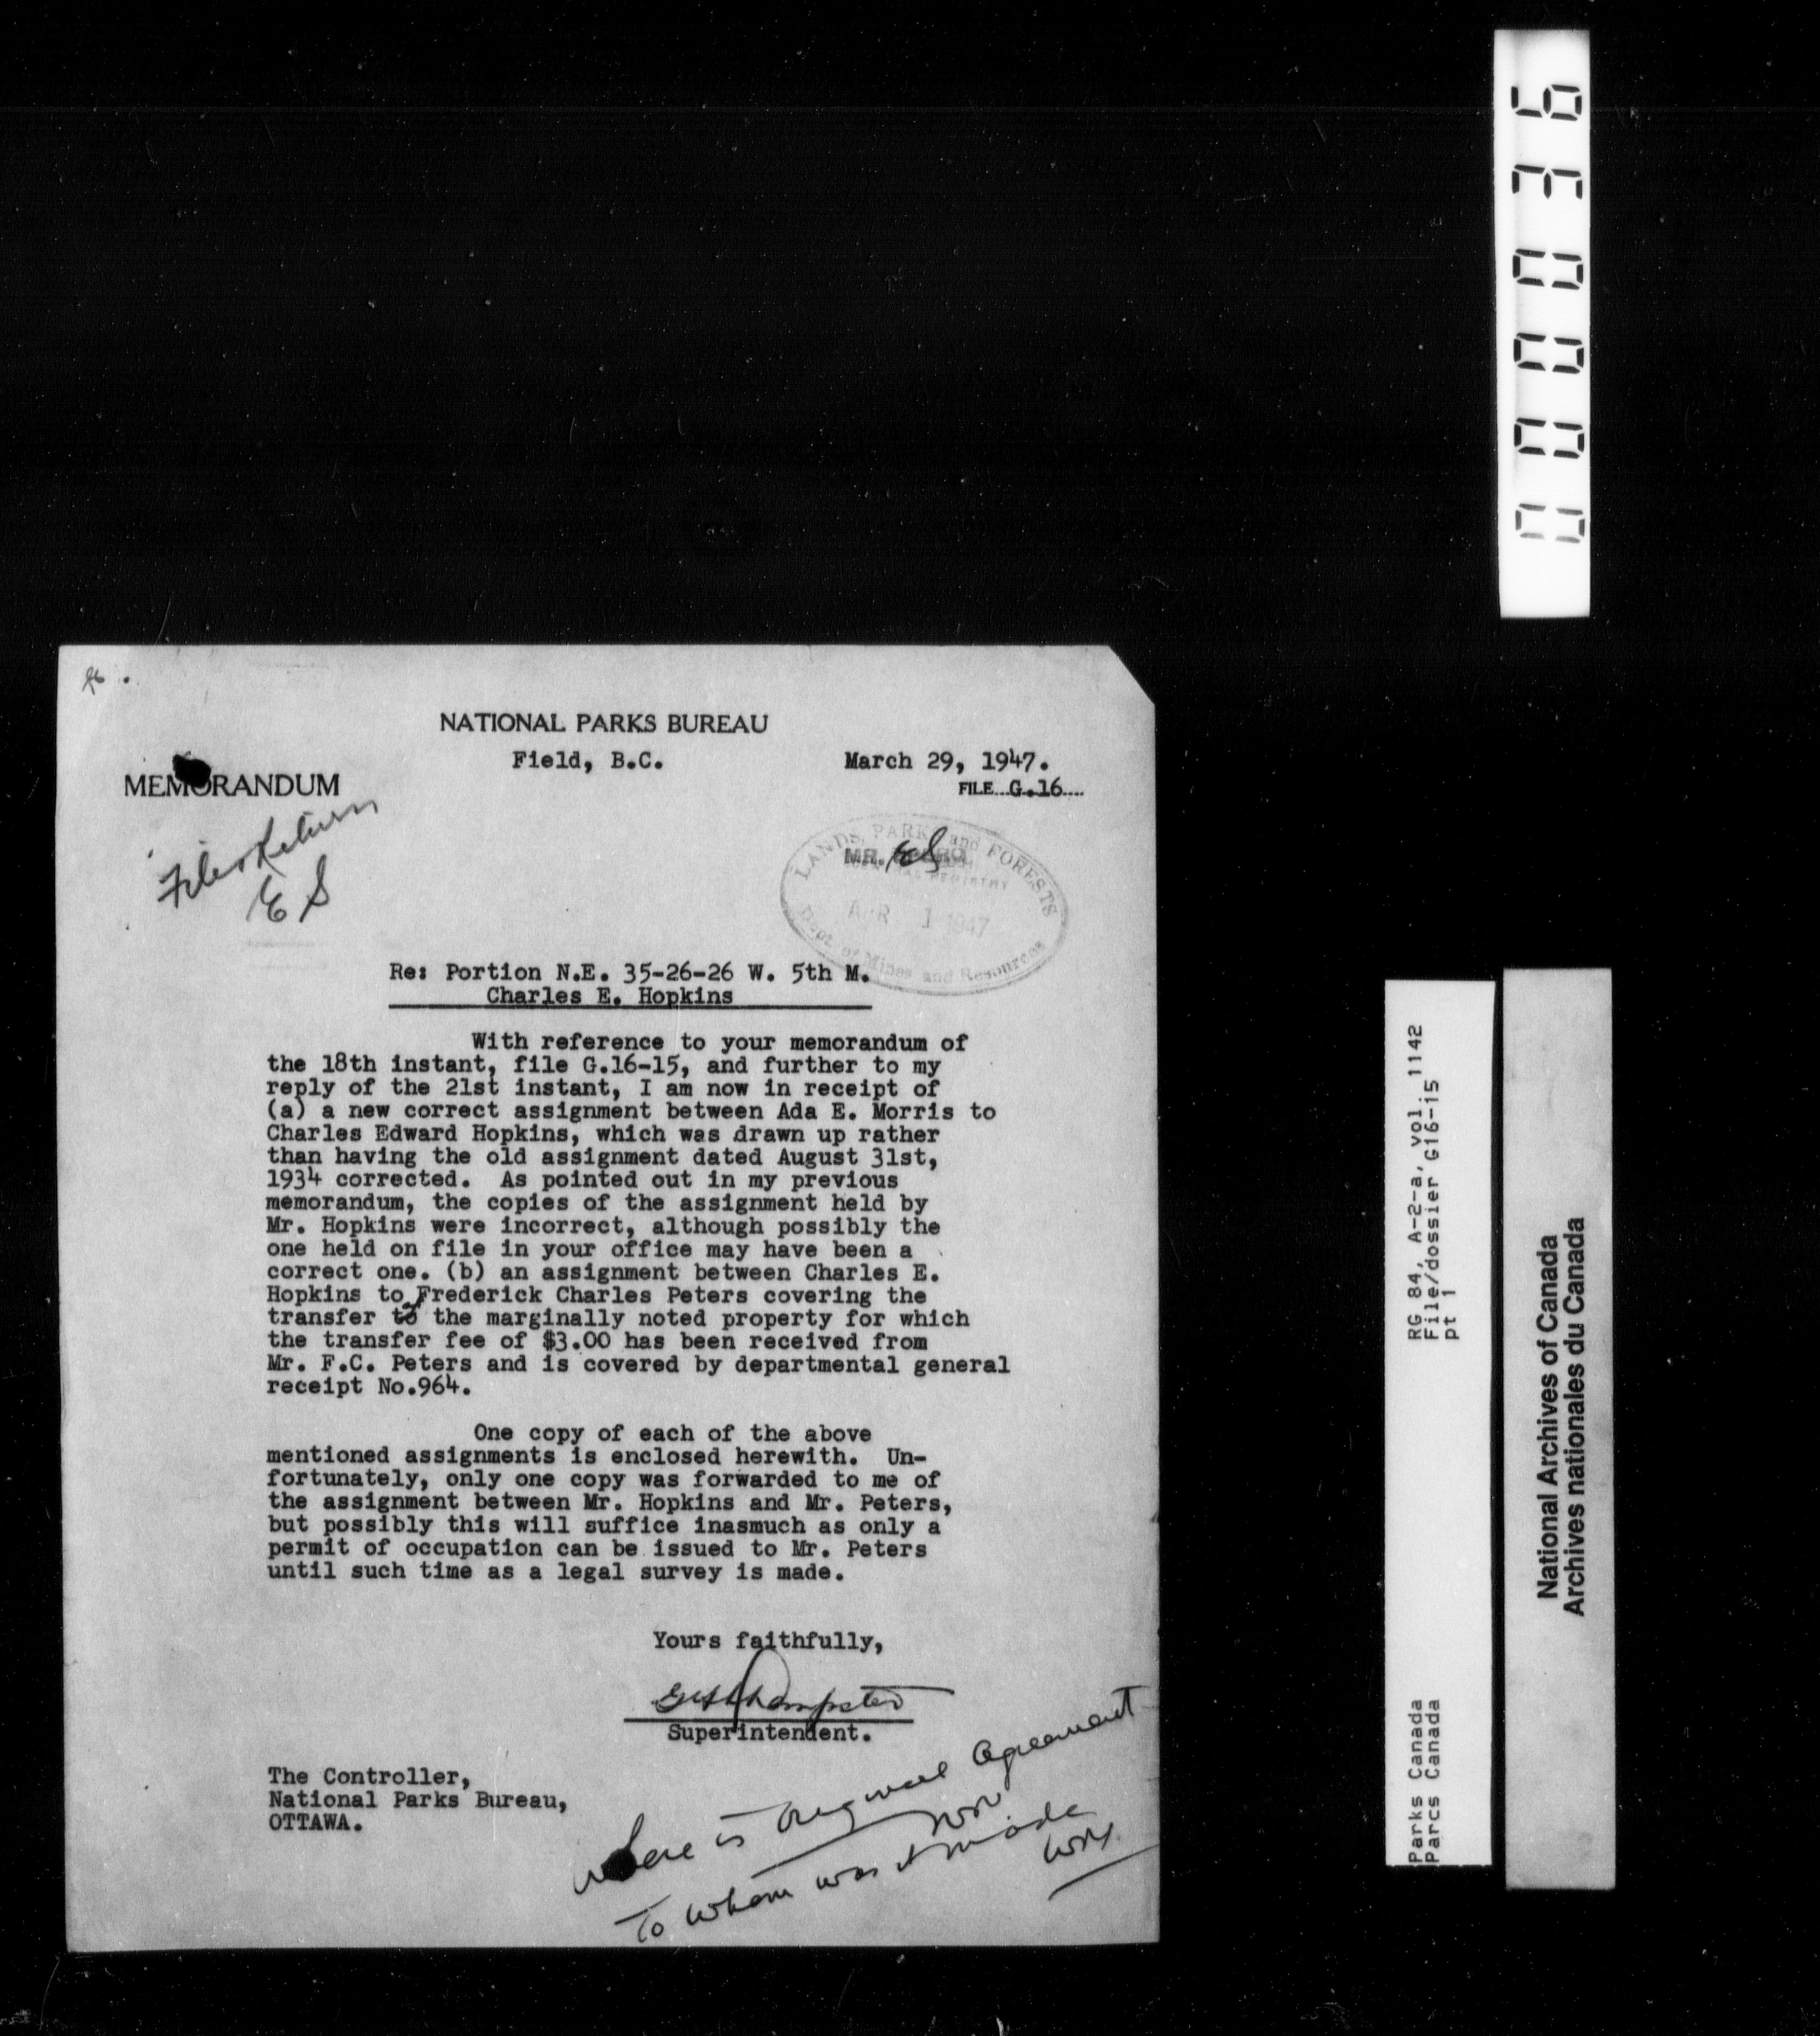 000036
NATIONAL PARKS BUREAU
Field, B.C.
March 29, 1947.
MEMORANDUM
FILE G.16
File & Return
ES
LANDS, PARKS and FORESTS
MR.
ES
REGISTRY
APR 1 1947
Dept. of Mines and Resources
Re: Portion N.E. 35-26-26 W. 5th M.
Charles E. Hopkins
With reference to your memorandum of
the 18th instant, file G.16-15, and further to my
reply of the 21st instant, I am now in receipt of
(a) a new correct assignment between Ada E. Morris to
Charles Edward Hopkins, which was drawn up rather
than having the old assignment dated August 31st,
1934 corrected. As pointed out in my previous
memorandum, the copies of the assignment held by
Mr. Hopkins were incorrect, although possibly the
one held on file in your office may have been a
correct one. (b) an assignment between Charles E.
Hopkins to Frederick Charles Peters covering the
transfer of the marginally noted property for which
the transfer fee of $3.00 has been received from
Mr. F.C. Peters and is covered by departmental general
receipt No.964.
One copy of each of the above
mentioned assignments is enclosed herewith. Un-
fortunately, only one copy was forwarded to me of
the assignment between Mr. Hopkins and Mr. Peters,
but possibly this will suffice inasmuch as only a
permit of occupation can be issued to Mr. Peters
until such time as a legal survey is made.
Yours faithfully,
Superintendent.
The Controller,
National Parks Bureau,
OTTAWA.
where is original agreement
now
To whom was it made
RG 84, A-2-a, vol. 1142
File/dossier G16-15
pt 1
Parks Canada
Parcs Canada
National Archives of Canada
Archives nationales du Canada